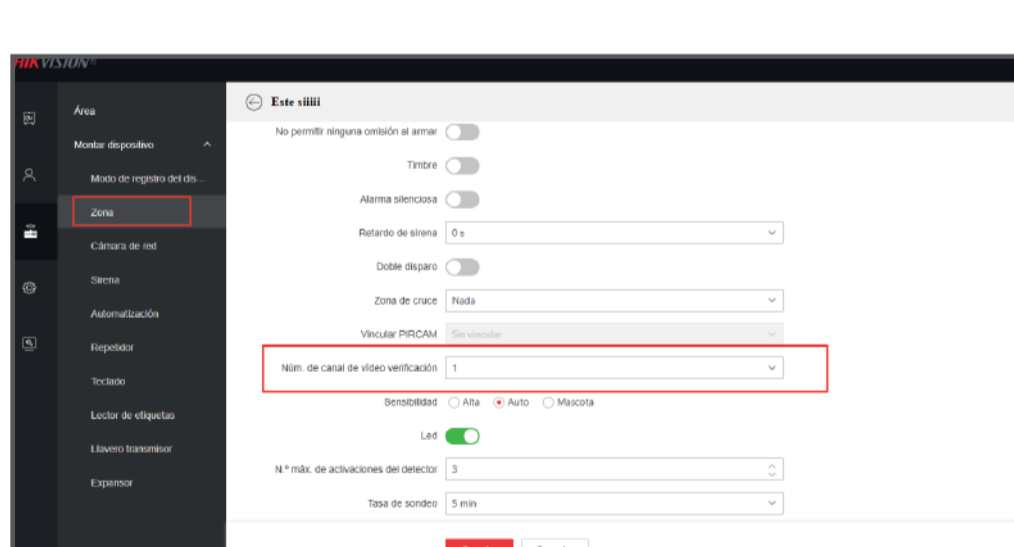 HIKVISION®
Área
Montar dispositivo
Modo de registro del dis...
Zona
Cámara de red
Sirena
Automatización
Repetidor
Teclado
Lector de etiquetas
Llavero transmisor
Expansor
Este siiiii
No permitir ninguna omisión al armar
Timbre
Alarma silenciosa
Retardo de sirena 0 s
Doble disparo
Zona de cruce Nada
Vincular PIRCAM Sin vincular
Núm. de canal de vídeo verificación 1
Sensibilidad Alta Auto Mascota
Led
N.º máx. de activaciones del detector 3
Tasa de sondeo 5 min